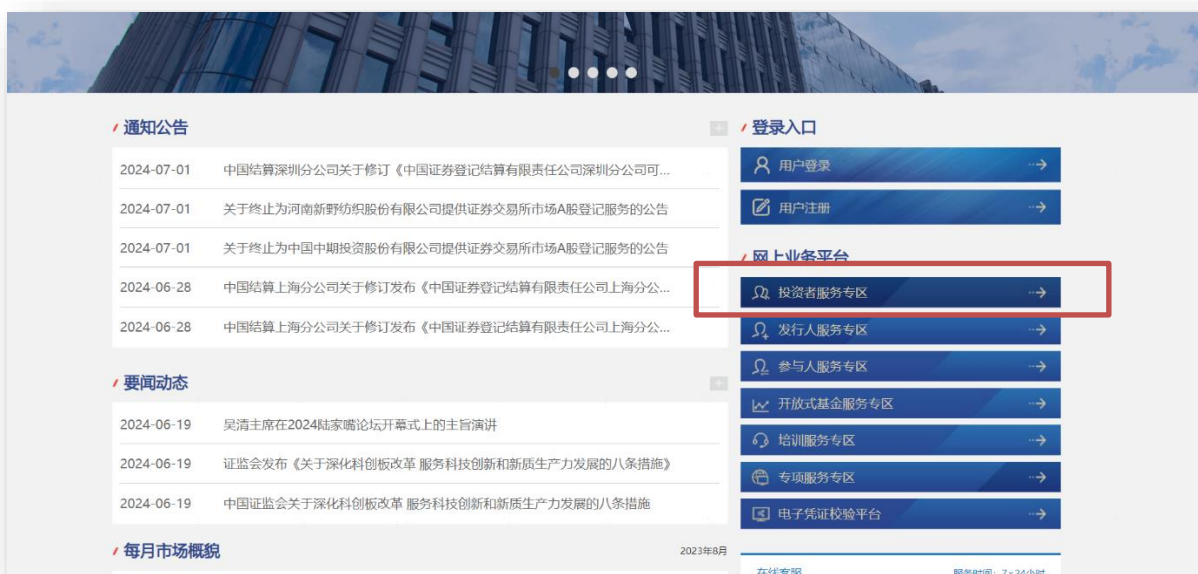 通知公告
2024-07-01 中国结算深圳分公司关于修订《中国证券登记结算有限责任公司深圳分公司可...
2024-07-01 关于终止为河南新野纺织股份有限公司提供证券交易所市场A股登记服务的公告
2024-07-01 关于终止为中国中期投资股份有限公司提供证券交易所市场A股登记服务的公告
2024-06-28 中国结算上海分公司关于修订发布《中国证券登记结算有限责任公司上海分公...
2024-06-28 中国结算上海分公司关于修订发布《中国证券登记结算有限责任公司上海分公...
要闻动态
2024-06-19 吴清主席在2024陆家嘴论坛开幕式上的主旨演讲
2024-06-19 证监会发布《关于深化科创板改革 服务科技创新和新质生产力发展的八条措施》
2024-06-19 中国证监会关于深化科创板改革 服务科技创新和新质生产力发展的八条措施
每月市场概貌 2023年8月
登录入口
用户登录
用户注册
网上业务平台
投资者服务专区
发行人服务专区
参与人服务专区
开放式基金服务专区
培训服务专区
专项服务专区
电子凭证校验平台
在线客服 服务时间：7×24小时